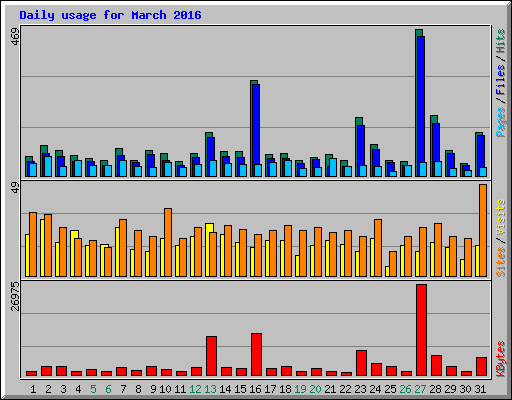 Daily usage for March 2016
469
Pages / Files / Hits
49
Sites / Visits
26975
KBytes
1 2 3 4 5 6 7 8 9 10 11 12 13 14 15 16 17 18 19 20 21 22 23 24 25 26 27 28 29 30 31